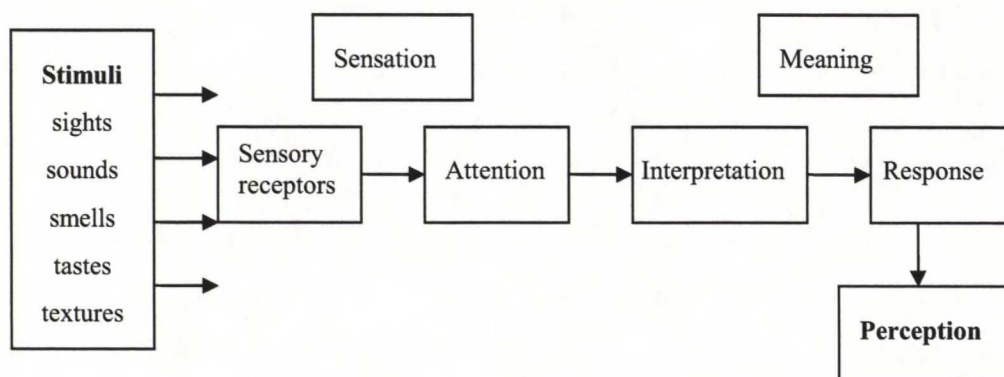 Stimuli
sights
sounds
smells
tastes
textures
Sensation
Meaning
Sensory
receptors
Attention
Interpretation
Response
Perception